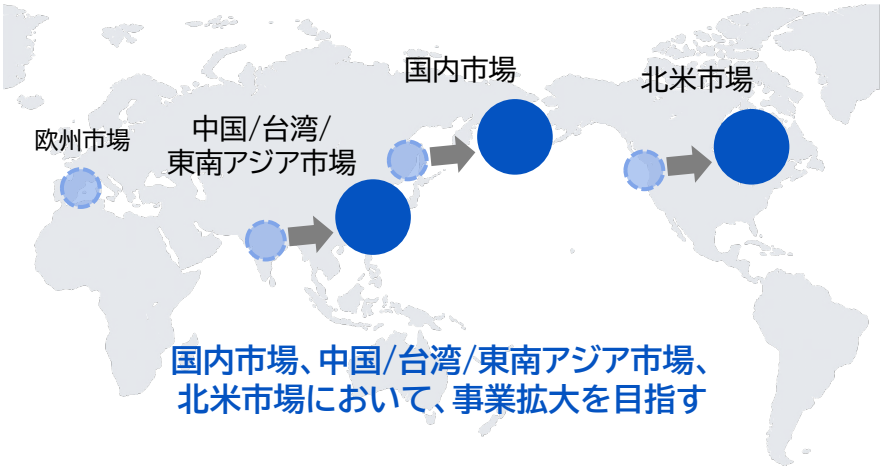 国内市場
北米市場
欧州市場
中国/台湾/
東南アジア市場
国内市場、中国/台湾/東南アジア市場、
北米市場において、事業拡大を目指す